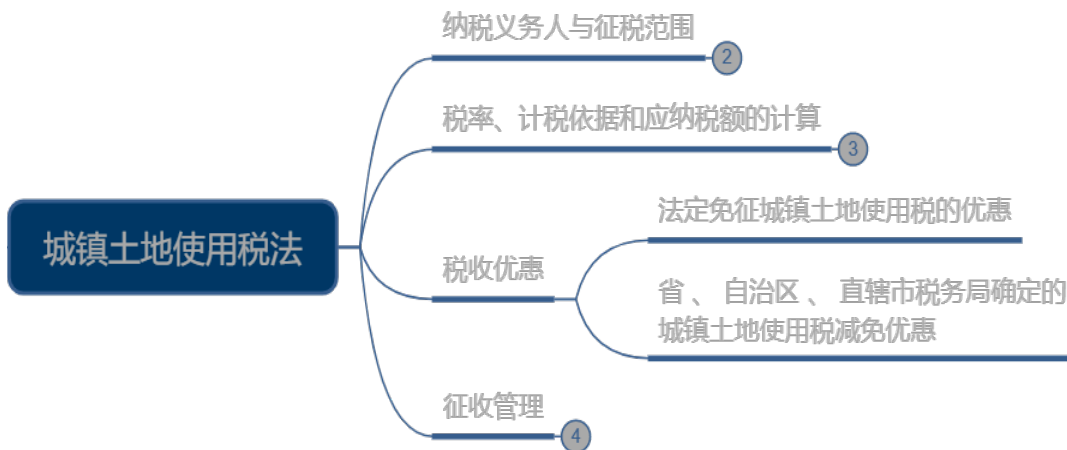 纳税义务人与征税范围
2
税率、计税依据和应纳税额的计算
3
城镇土地使用税法
税收优惠
法定免征城镇土地使用税的优惠
省 、 自治区 、 直辖市税务局确定的
城镇土地使用税减免优惠
征收管理
4